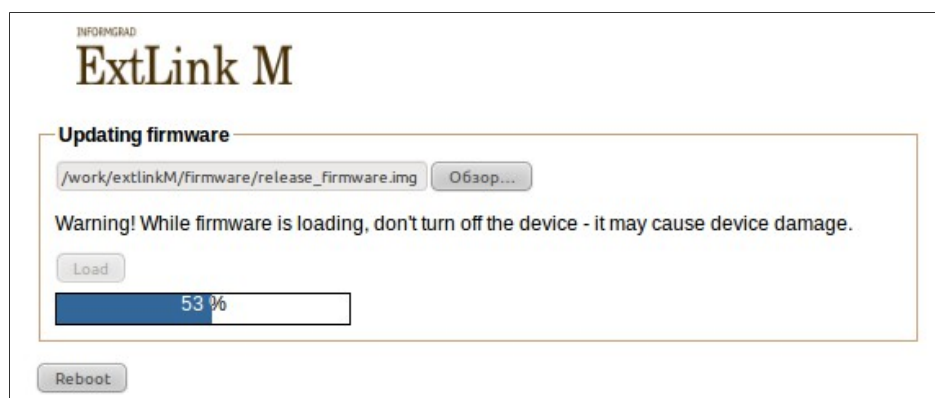 INFORMGRAD
ExtLink M
Updating firmware
/work/extlinkM/firmware/release_firmware.img Обзор...
Warning! While firmware is loading, don't turn off the device - it may cause device damage.
Load
53 %
Reboot